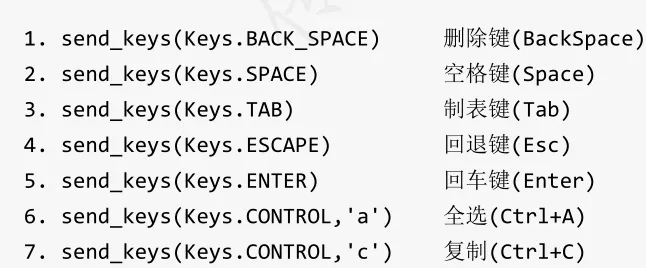 1. send_keys(Keys.BACK_SPACE) 删除键(BackSpace)
2. send_keys(Keys.SPACE) 空格键(Space)
3. send_keys(Keys.TAB) 制表键(Tab)
4. send_keys(Keys.ESCAPE) 回退键(Esc)
5. send_keys(Keys.ENTER) 回车键(Enter)
6. send_keys(Keys.CONTROL,'a') 全选(Ctrl+A)
7. send_keys(Keys.CONTROL,'c') 复制(Ctrl+C)